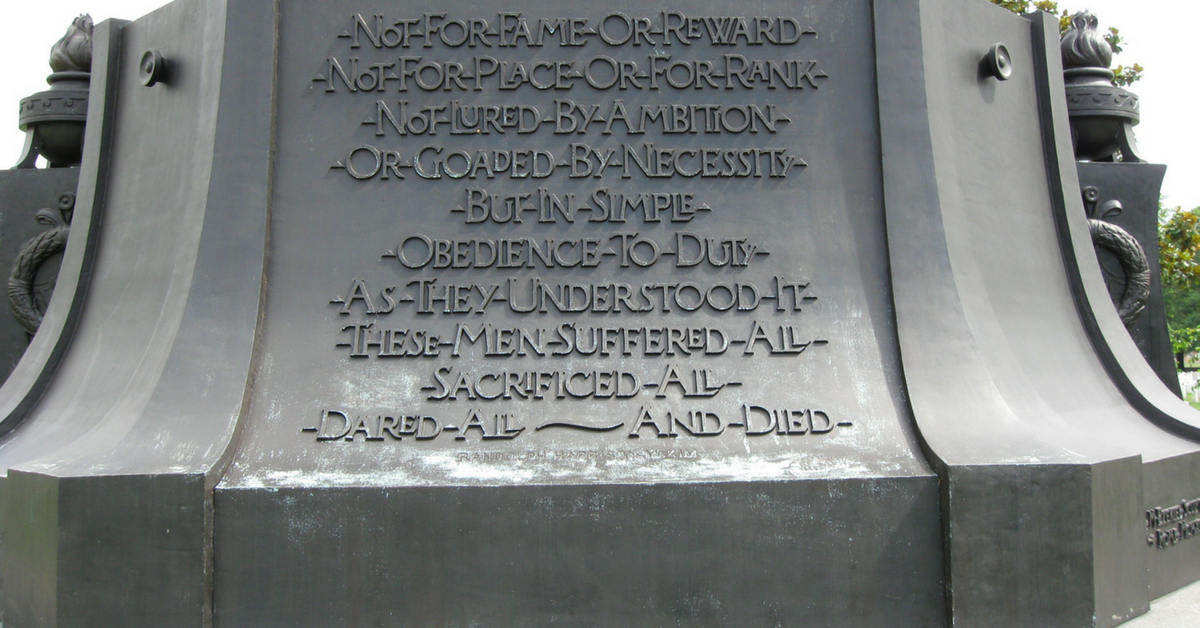 -NOT-FOR-FAME-OR-REWARD-
-NOT-FOR-PLACE-OR-FOR-RANK-
-NOT-LURED-BY-AMBITION-
-OR-GOADED-BY-NECESSITY-
-BUT-IN-SIMPLE-
-OBEDIENCE-TO-DUTY-
-AS-THEY-UNDERSTOOD-IT-
-THESE-MEN-SUFFERED-ALL-
-SACRIFICED-ALL-
-DARED-ALL ~ AND-DIED-
RANDOLPH HARRISON MCKIM